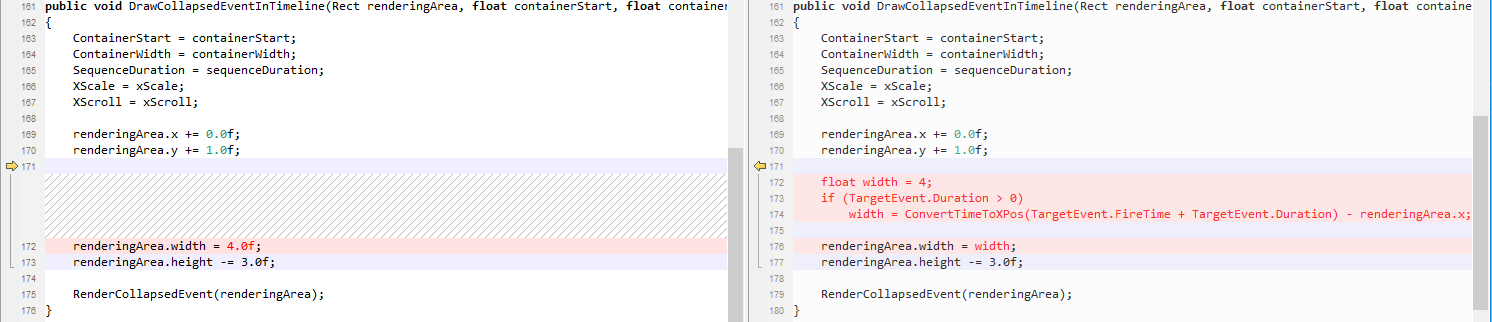 161 public void DrawCollapsedEventInTimeline(Rect renderingArea, float containerStart, float container
162 {
163 ContainerStart = containerStart;
164 ContainerWidth = containerWidth;
165 SequenceDuration = sequenceDuration;
166 XScale = xScale;
167 XScroll = xScroll;
168
169 renderingArea.x += 0.0f;
170 renderingArea.y += 1.0f;
171
172 renderingArea.width = 4.0f;
173 renderingArea.height -= 3.0f;
174
175 RenderCollapsedEvent(renderingArea);
176 }
161 public void DrawCollapsedEventInTimeline(Rect renderingArea, float containerStart, float containe
162 {
163 ContainerStart = containerStart;
164 ContainerWidth = containerWidth;
165 SequenceDuration = sequenceDuration;
166 XScale = xScale;
167 XScroll = xScroll;
168
169 renderingArea.x += 0.0f;
170 renderingArea.y += 1.0f;
171
172 float width = 4;
173 if (TargetEvent.Duration > 0)
174 width = ConvertTimeToXPos(TargetEvent.FireTime + TargetEvent.Duration) - renderingArea.x;
175
176 renderingArea.width = width;
177 renderingArea.height -= 3.0f;
178
179 RenderCollapsedEvent(renderingArea);
180 }